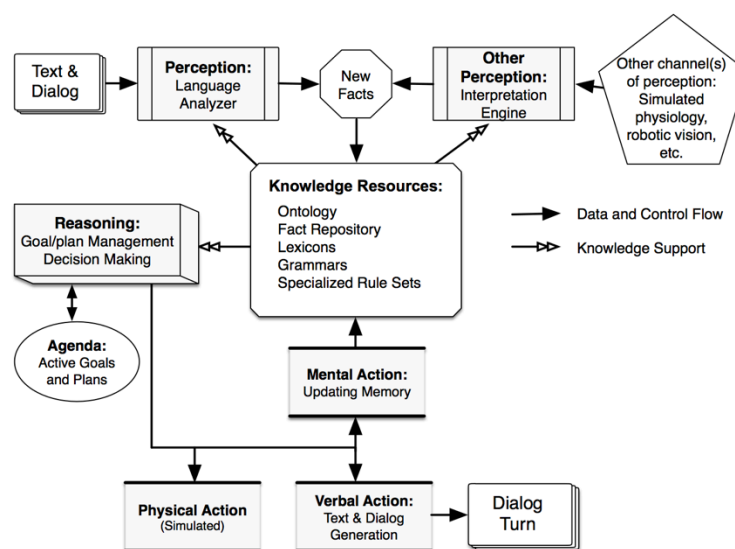 Text &
Dialog
Perception:
Language
Analyzer
New
Facts
Other
Perception:
Interpretation
Engine
Other channel(s)
of perception:
Simulated
physiology,
robotic vision,
etc.
Knowledge Resources:
Ontology
Fact Repository
Lexicons
Grammars
Specialized Rule Sets
Data and Control Flow
Knowledge Support
Reasoning:
Goal/plan Management
Decision Making
Agenda:
Active Goals
and Plans
Mental Action:
Updating Memory
Physical Action
(Simulated)
Verbal Action:
Text & Dialog
Generation
Dialog
Turn